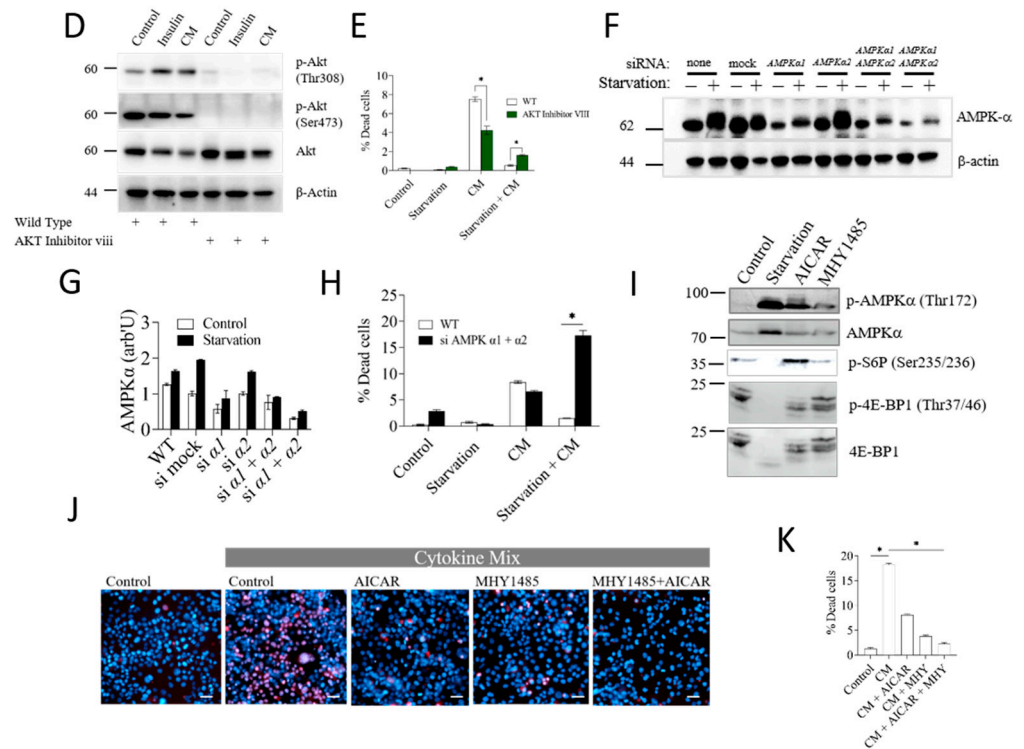 D
Control
Insulin
CM
Control
Insulin
CM
60
p-Akt
(Thr308)
60
p-Akt
(Ser473)
60
Akt
44
β-Actin
Wild Type + + +
AKT Inhibitor viii + + +
E
% Dead cells
10
8
6
4
2
0
*
*
WT
AKT Inhibitor VIII
Control
Starvation
CM
Starvation + CM
F
siRNA: none mock AMPKα1 AMPKα2 AMPKα1 AMPKα2 AMPKα1 AMPKα2
Starvation: − + − + − + − + − + − +
62
AMPK-α
44
β-actin
G
AMPKα (arb'U)
3
2
1
0
Control
Starvation
WT
si mock
si α1
si α2
si α1 + α2
si α1 + α2
H
% Dead cells
25
20
15
10
5
0
WT
si AMPK α1 + α2
*
Control
Starvation
CM
Starvation + CM
I
Control
Starvation
AICAR
MHY1485
100
p-AMPKα (Thr172)
70
AMPKα
35
p-S6P (Ser235/236)
25
p-4E-BP1 (Thr37/46)
25
4E-BP1
J
Cytokine Mix
Control Control AICAR MHY1485 MHY1485+AICAR
K
% Dead cells
20
15
10
5
0
* *
Control
CM
CM + AICAR
CM + MHY
CM + AICAR + MHY